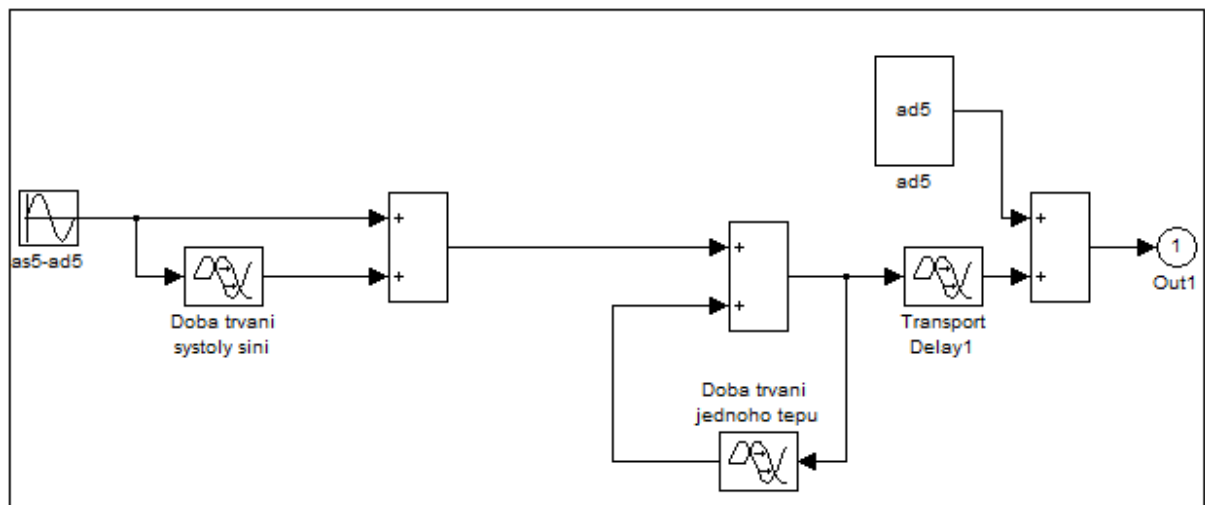 ad5
ad5
as5-ad5
+
+
Doba trvani
systoly sini
+
+
Transport
Delay1
+
+
1
Out1
Doba trvani
jednoho tepu